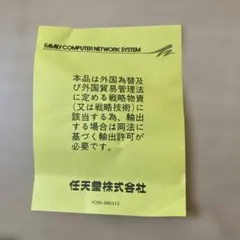 FAMILY COMPUTER NETWORK SYSTEM
本品は外国為替及
び外国貿易管理法
に定める戦略物資
(又は戦略技術)に
該当する為、輸出
する場合は同法に
基づく輸出許可が
必要です。
任天堂株式会社